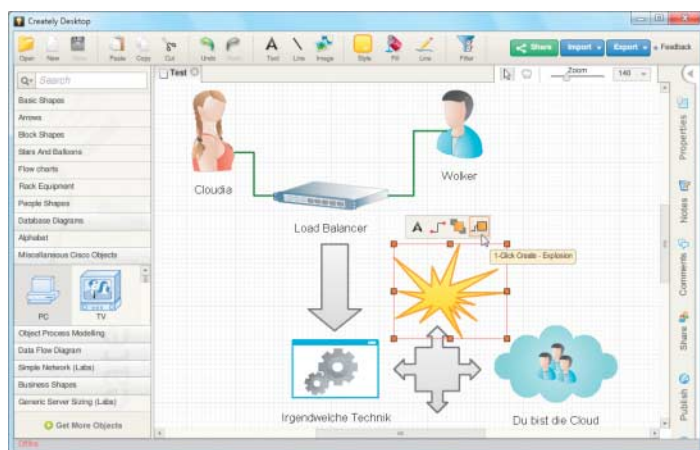 Creately Desktop
Open New Save Paste Copy Cut Undo Redo Text Line Image Style Fill Line Filter Share Import Export Feedback
Search
Test
Zoom
140
Basic Shapes
Arrows
Block Shapes
Stars And Balloons
Flow charts
Rack Equipment
People Shapes
Database Diagrams
Alphabet
Miscellaneous Cisco Objects
PC TV
Object Process Modelling
Data Flow Diagram
Simple Network (Labs)
Business Shapes
Generic Server Sizing (Labs)
Get More Objects
Offline
Cloudia
Wolker
Load Balancer
A
1-Click Create - Explosion
Irgendwelche Technik
Du bist die Cloud
Properties
Notes
Comments
Share
Publish